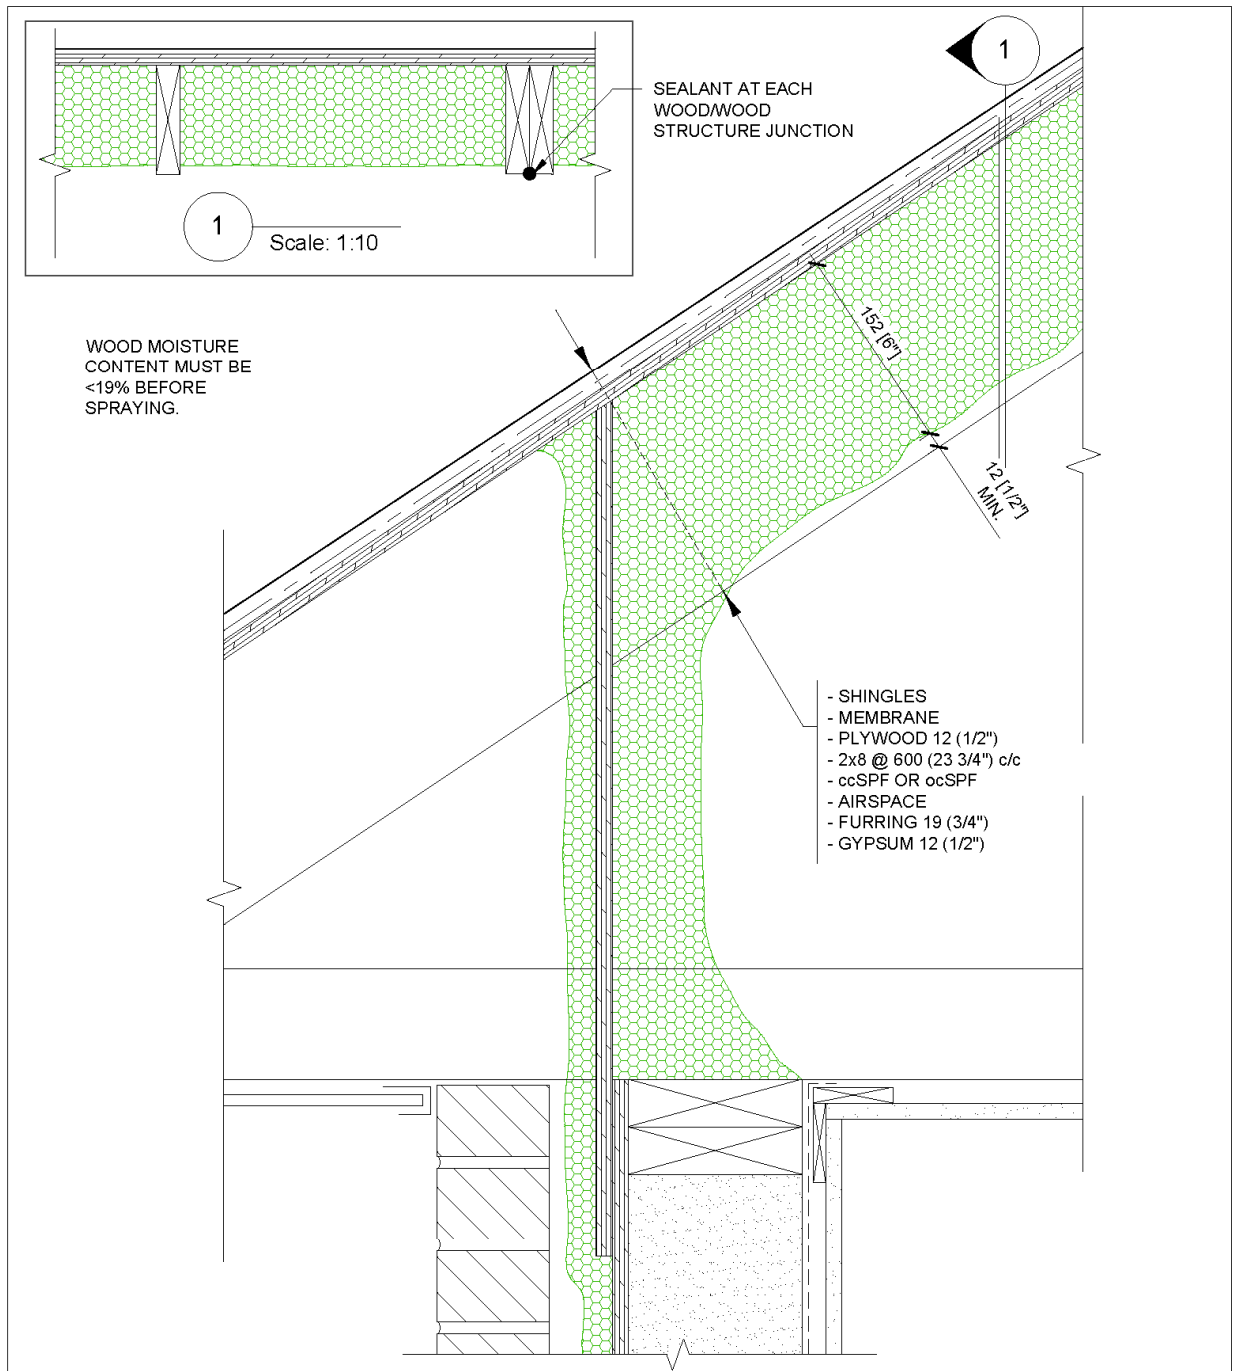 1
SEALANT AT EACH
WOOD/WOOD
STRUCTURE JUNCTION
1
Scale: 1:10
WOOD MOISTURE
CONTENT MUST BE
<19% BEFORE
SPRAYING.
152 [6"]
12 [1/2"]
MIN.
- SHINGLES
- MEMBRANE
- PLYWOOD 12 (1/2")
- 2x8 @ 600 (23 3/4") c/c
- ccSPF OR ocSPF
- AIRSPACE
- FURRING 19 (3/4")
- GYPSUM 12 (1/2")